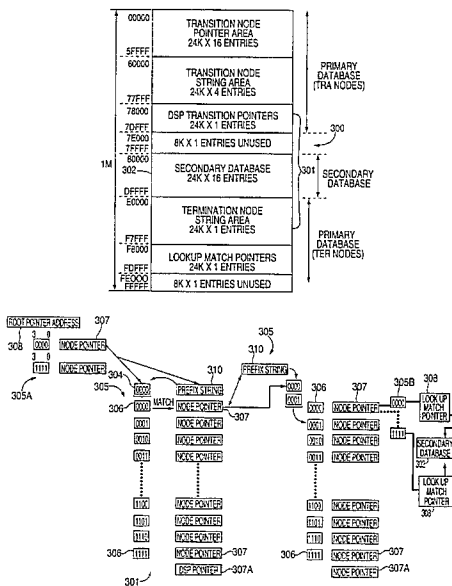 00000
TRANSITION NODE
POINTER AREA
24K X 16 ENTRIES
5FFFF
60000
TRANSITION NODE
STRING AREA
24K X 4 ENTRIES
77FFF
78000
DSP TRANSITION POINTERS
24K X 1 ENTRIES
7DFFF
7E000
8K X 1 ENTRIES UNUSED
7FFFF
80000
302
SECONDARY DATABASE
24K X 16 ENTRIES
DFFFF
E0000
TERMINATION NODE
STRING AREA
24K X 1 ENTRIES
F7FFF
F8000
LOOKUP MATCH POINTERS
24K X 1 ENTRIES
FDFFF
FE000
8K X 1 ENTRIES UNUSED
FFFFF
1M
PRIMARY
DATABASE
(TRA NODES)
300
301
SECONDARY
DATABASE
PRIMARY
DATABASE
(TER NODES)
ROOT POINTER ADDRESS
308
307
3 0
0000 NODE POINTER
3 0
1111 NODE POINTER
305A
304
305
310
0000 PREFIX STRING
306
0000 MATCH NODE POINTER
307
0001 NODE POINTER
0010 NODE POINTER
0011 NODE POINTER
1100 NODE POINTER
1101 NODE POINTER
1110 NODE POINTER
306 1111 NODE POINTER 307
DSP POINTER 307A
301
305
310
PREFIX STRING
0000
0001
306
307
0000 NODE POINTER
0001 NODE POINTER
0010 NODE POINTER
0011 NODE POINTER
1100 NODE POINTER
1101 NODE POINTER
1110 NODE POINTER
306 1111 NODE POINTER 307
NODE POINTER 307A
305B
0000
1111
308
LOOK UP
MATCH
POINTER
SECONDARY
DATABASE
302
LOOK UP
MATCH
POINTER
308